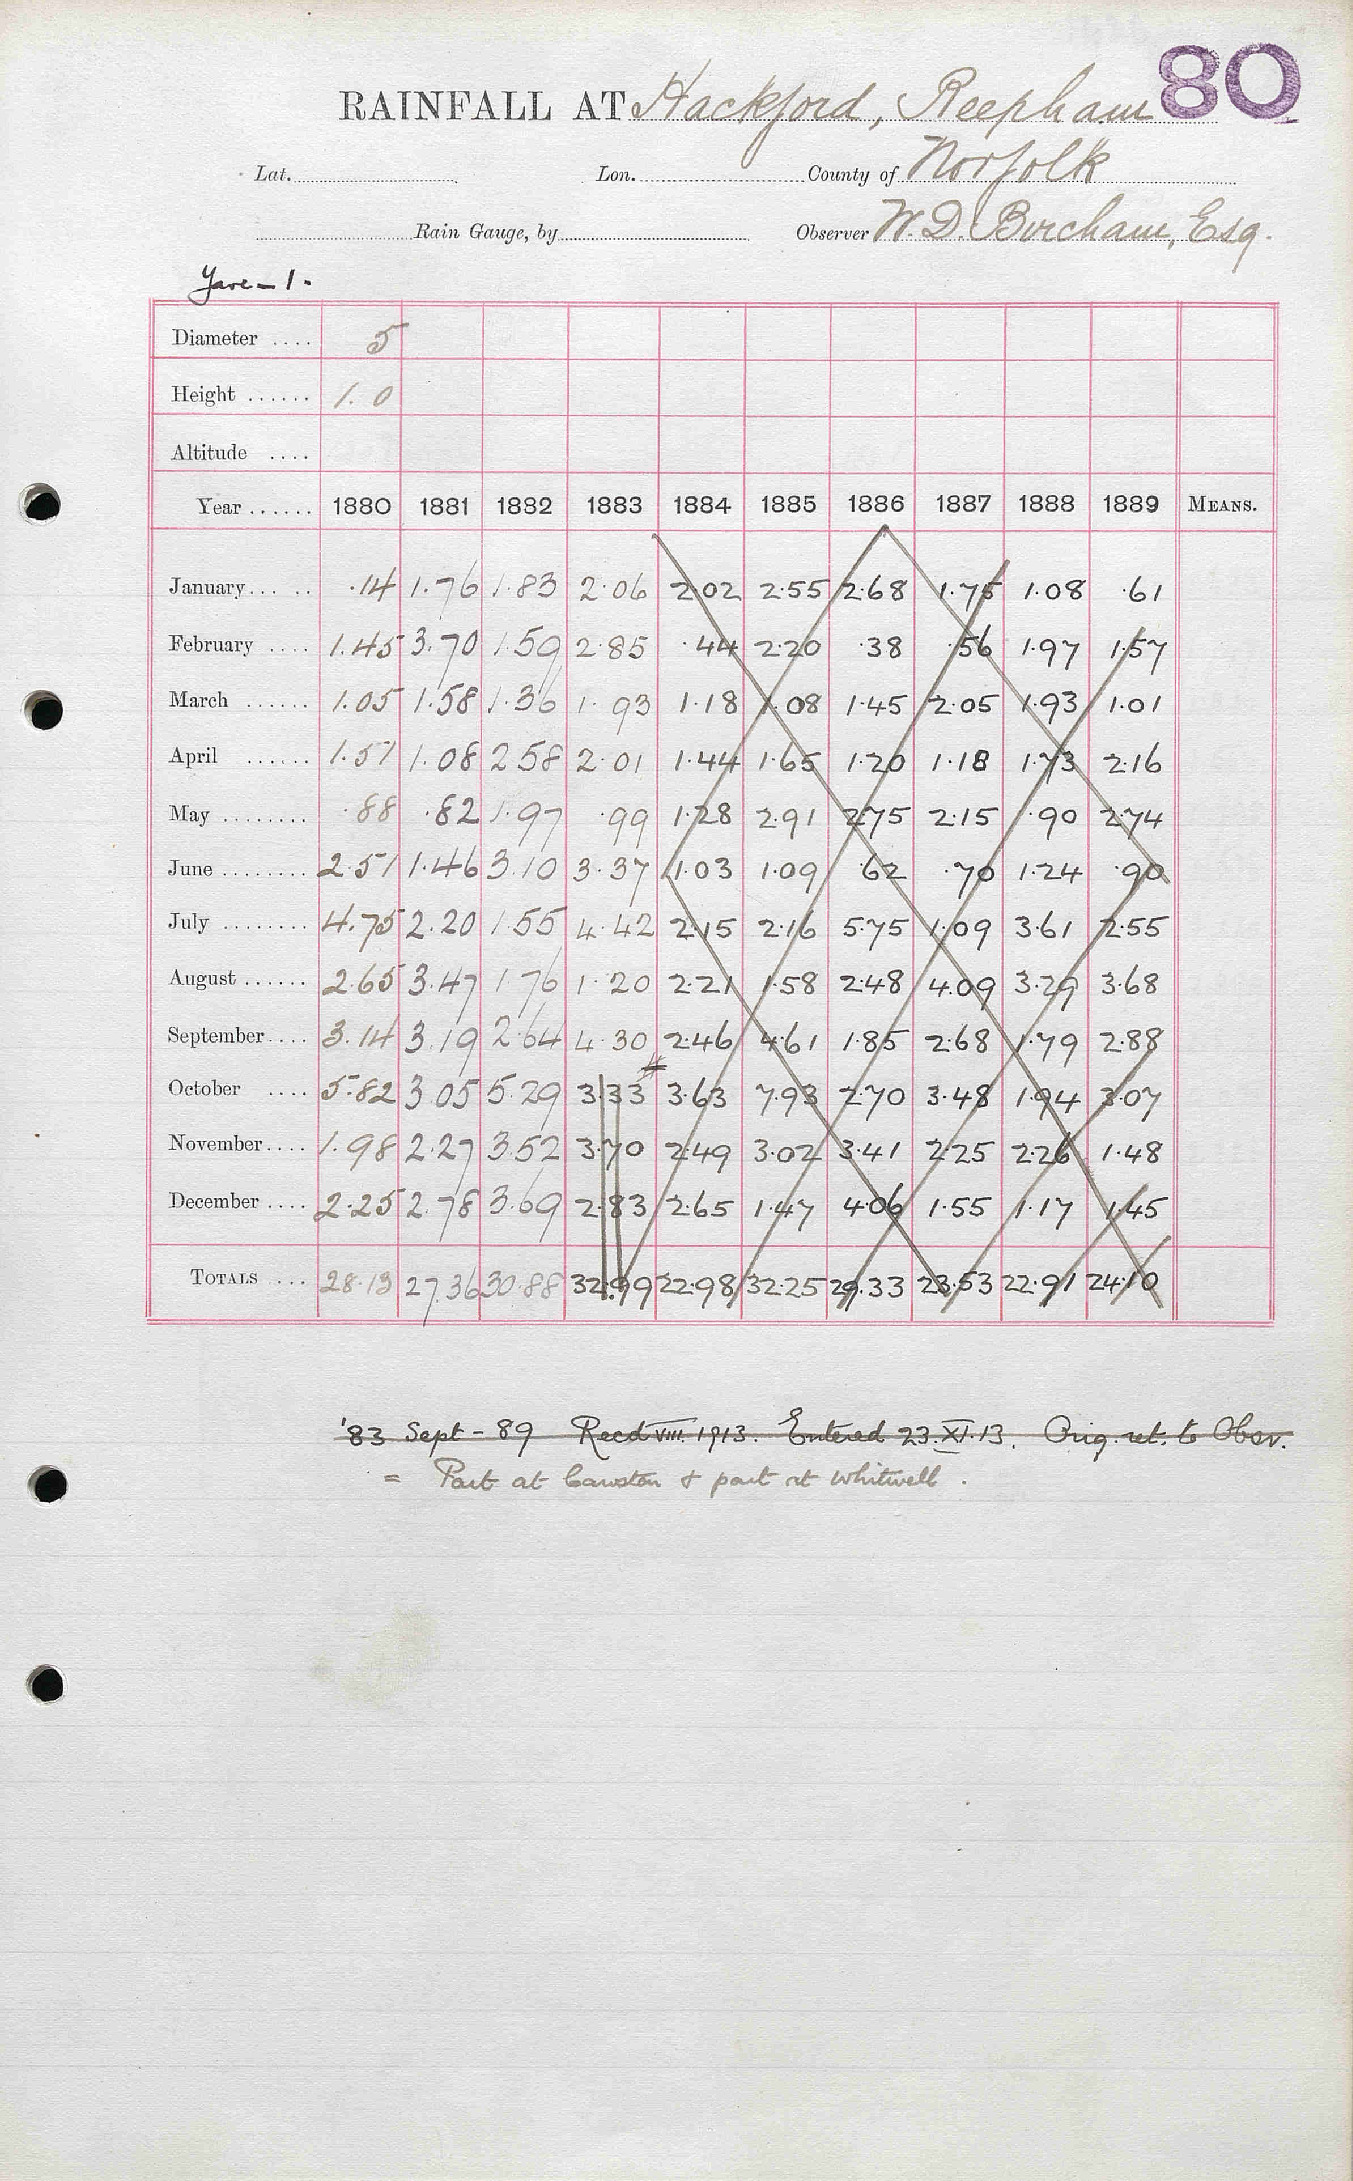 80
RAINFALL AT Hackford, Reepham
Lat. Lon. County of Norfolk
Rain Gauge, by Observer W. D. Bircham, Esq.
Yare - 1.
Diameter .... 5
Height ...... 1.0
Altitude ....
Year ...... 1880 1881 1882 1883 1884 1885 1886 1887 1888 1889 MEANS.
January ..... .14 1.76 1.83 2.06 2.02 2.55 2.68 1.75 1.08 .61
February .... 1.45 3.70 1.59 2.85 .44 2.20 .38 .56 1.97 1.57
March ...... 1.05 1.58 1.36 1.93 1.18 1.08 1.45 2.05 1.93 1.01
April ...... 1.51 1.08 2.58 2.01 1.44 1.65 1.20 1.18 1.73 2.16
May ........ .88 .82 1.97 .99 1.28 2.91 2.75 2.15 .90 2.74
June ........ 2.51 1.46 3.10 3.37 1.03 1.09 .62 .70 1.24 .90
July ........ 4.75 2.20 1.55 4.42 2.15 2.16 5.75 1.09 3.61 2.55
August ...... 2.65 3.47 1.76 1.20 2.21 1.58 2.48 4.09 3.29 3.68
September .... 3.14 3.19 2.64 4.30 2.46 4.61 1.85 2.68 1.79 2.88
October .... 5.82 3.05 5.29 3.33 3.63 7.93 2.70 3.48 1.94 3.07
November .... 1.98 2.27 3.52 3.70 2.49 3.02 3.41 2.25 2.26 1.48
December .... 2.25 2.78 3.69 2.83 2.65 1.47 4.06 1.55 1.17 1.45
TOTALS .... 28.13 27.36 30.88 32.99 22.98 32.25 29.33 23.53 22.91 24.10
'83 Sept - 89 Recd VIII. 1913. Entered 23.XI.13. Orig. ret. to Obsr.
= Part at Cawston & part at Whitwell.